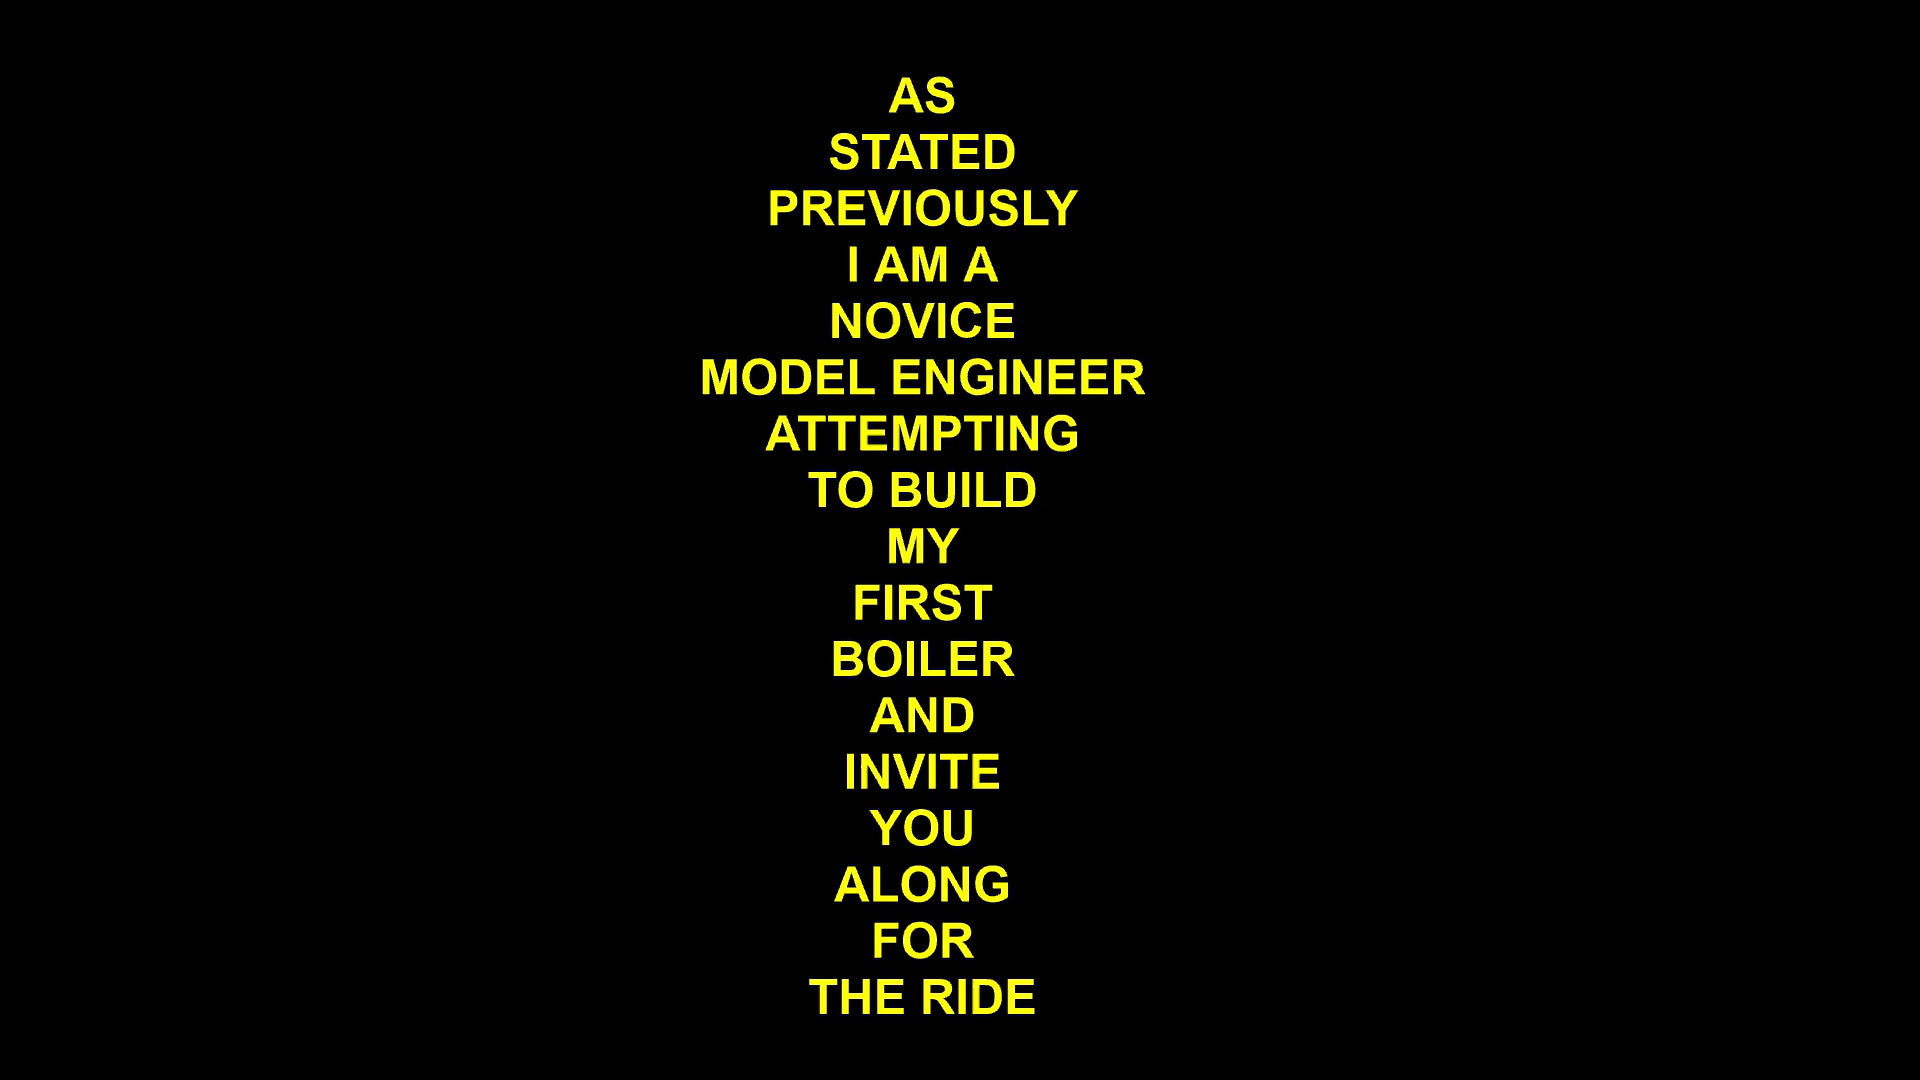 AS
STATED
PREVIOUSLY
I AM A
NOVICE
MODEL ENGINEER
ATTEMPTING
TO BUILD
MY
FIRST
BOILER
AND
INVITE
YOU
ALONG
FOR
THE RIDE